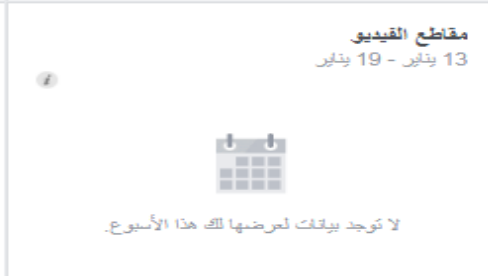 مقاطع الفيديو
13 يناير - 19 يناير
i
لا توجد بيانات لعرضها لك هذا الأسبوع.